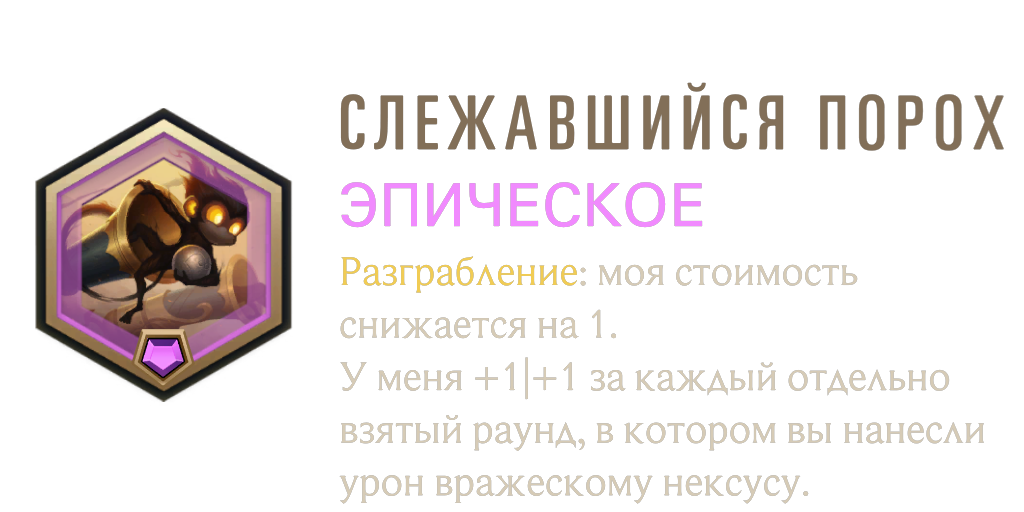 СЛЕЖАВШИЙСЯ ПОРОХ
ЭПИЧЕСКОЕ
Разграбление: моя стоимость
снижается на 1.
У меня +1|+1 за каждый отдельно
взятый раунд, в котором вы нанесли
урон вражескому нексусу.